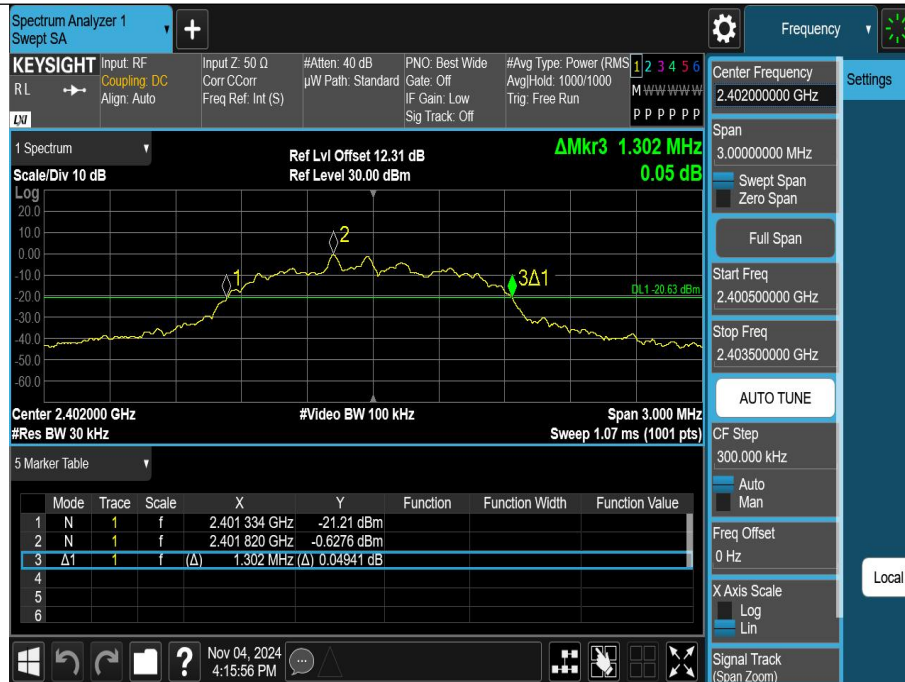 Spectrum Analyzer 1
Swept SA
+
Frequency
KEYSIGHT
RL
LXI
Input: RF
Coupling: DC
Align: Auto
Input Z: 50 Ω
Corr CCorr
Freq Ref: Int (S)
#Atten: 40 dB
µW Path: Standard
PNO: Best Wide
Gate: Off
IF Gain: Low
Sig Track: Off
#Avg Type: Power (RMS
Avg|Hold: 1000/1000
Trig: Free Run
1 2 3 4 5 6
M W W W W W
P P P P P P
1 Spectrum
Scale/Div 10 dB
Ref Lvl Offset 12.31 dB
Ref Level 30.00 dBm
ΔMkr3 1.302 MHz
0.05 dB
Log
20.0
10.0
0.00
-10.0
-20.0
-30.0
-40.0
-50.0
-60.0
1
2
3Δ1
DL1 -20.63 dBm
Center 2.402000 GHz
#Video BW 100 kHz
Span 3.000 MHz
#Res BW 30 kHz
Sweep 1.07 ms (1001 pts)
5 Marker Table
Mode Trace Scale X Y Function Function Width Function Value
1 N 1 f 2.401 334 GHz -21.21 dBm
2 N 1 f 2.401 820 GHz -0.6276 dBm
3 Δ1 1 f (Δ) 1.302 MHz (Δ) 0.04941 dB
4
5
6
?
Nov 04, 2024
4:15:56 PM
Center Frequency
2.402000000 GHz
Span
3.00000000 MHz
Swept Span
Zero Span
Full Span
Start Freq
2.400500000 GHz
Stop Freq
2.403500000 GHz
AUTO TUNE
CF Step
300.000 kHz
Auto
Man
Freq Offset
0 Hz
X Axis Scale
Log
Lin
Signal Track
(Span Zoom)
Settings
Local